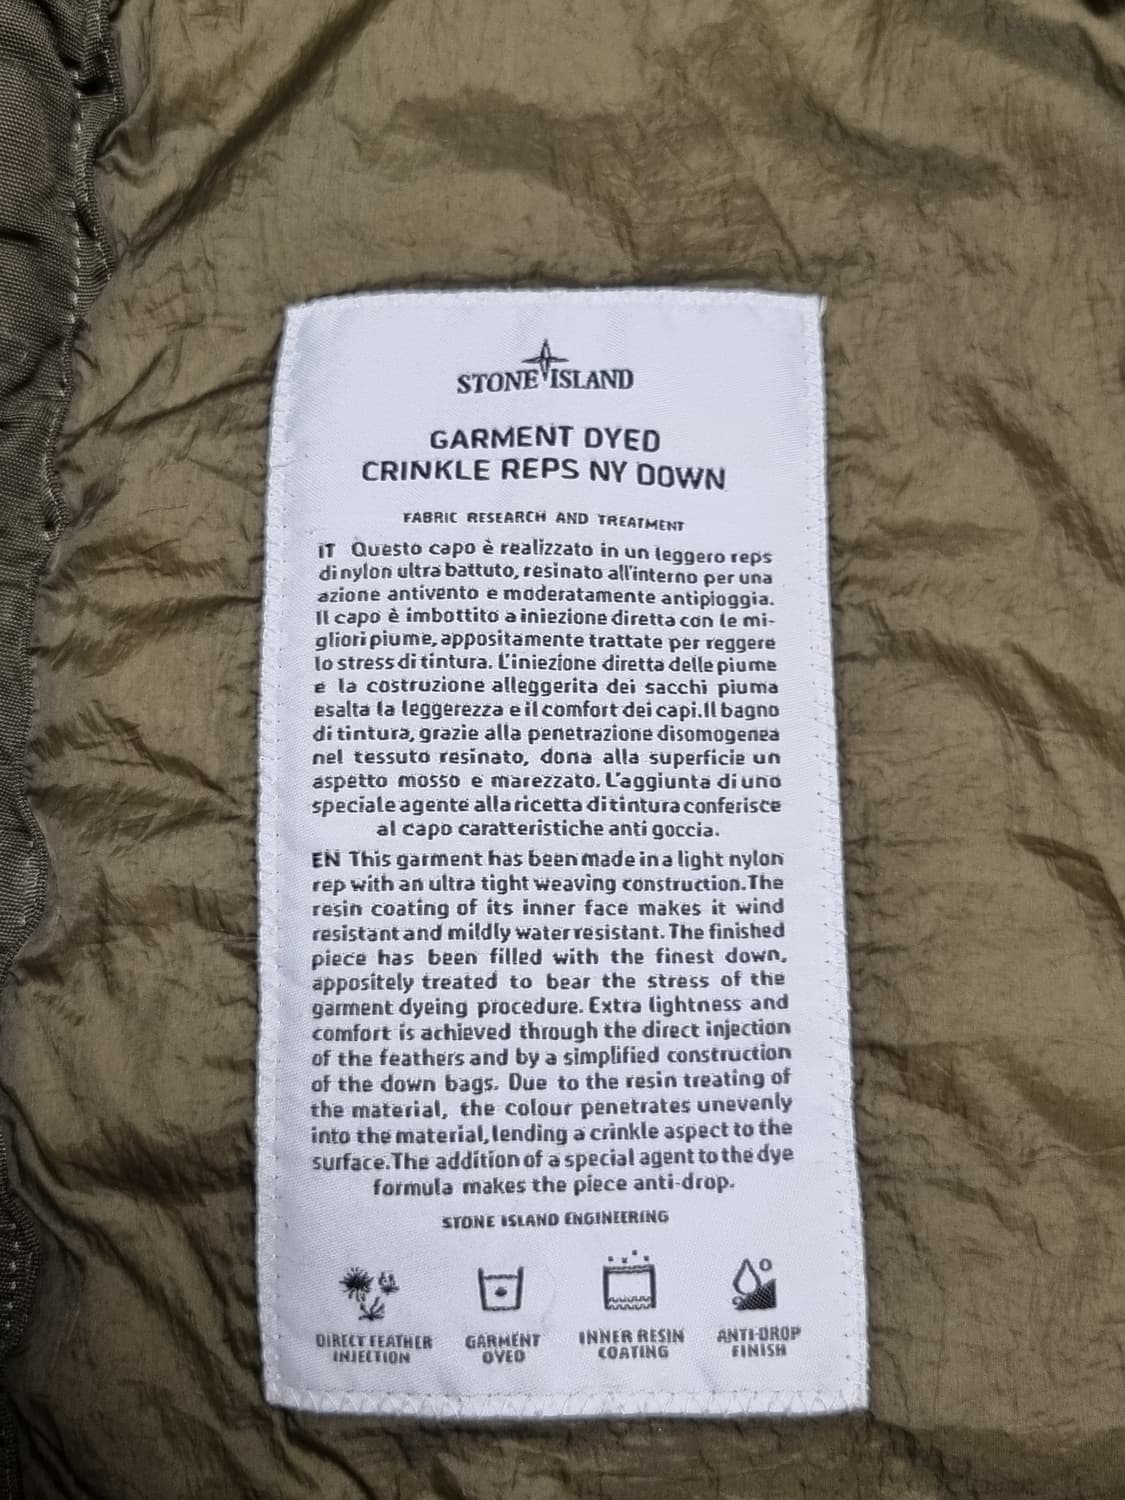 STONE ISLAND
GARMENT DYED
CRINKLE REPS NY DOWN
FABRIC RESEARCH AND TREATMENT
IT Questo capo è realizzato in un leggero reps
di nylon ultra battuto, resinato all'interno per una
azione antivento e moderatamente antipioggia.
Il capo è imbottito a iniezione diretta con le mi-
gliori piume, appositamente trattate per reggere
lo stress di tintura. L'iniezione diretta delle piume
e la costruzione alleggerita dei sacchi piuma
esalta la leggerezza e il comfort dei capi.Il bagno
di tintura, grazie alla penetrazione disomogenea
nel tessuto resinato, dona alla superficie un
aspetto mosso e marezzato. L'aggiunta di uno
speciale agente alla ricetta di tintura conferisce
al capo caratteristiche anti goccia.
EN This garment has been made in a light nylon
rep with an ultra tight weaving construction.The
resin coating of its inner face makes it wind
resistant and mildly water resistant. The finished
piece has been filled with the finest down,
appositely treated to bear the stress of the
garment dyeing procedure. Extra lightness and
comfort is achieved through the direct injection
of the feathers and by a simplified construction
of the down bags. Due to the resin treating of
the material, the colour penetrates unevenly
into the material, lending a crinkle aspect to the
surface.The addition of a special agent to the dye
formula makes the piece anti-drop.
STONE ISLAND ENGINEERING
DIRECT FEATHER
INJECTION
GARMENT
DYED
INNER RESIN
COATING
ANTI-DROP
FINISH